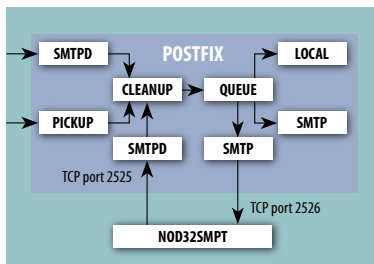 SMTPD
POSTFIX
LOCAL
CLEANUP
QUEUE
PICKUP
SMTP
SMTPD
SMTP
TCP port 2525
TCP port 2526
NOD32SMPT